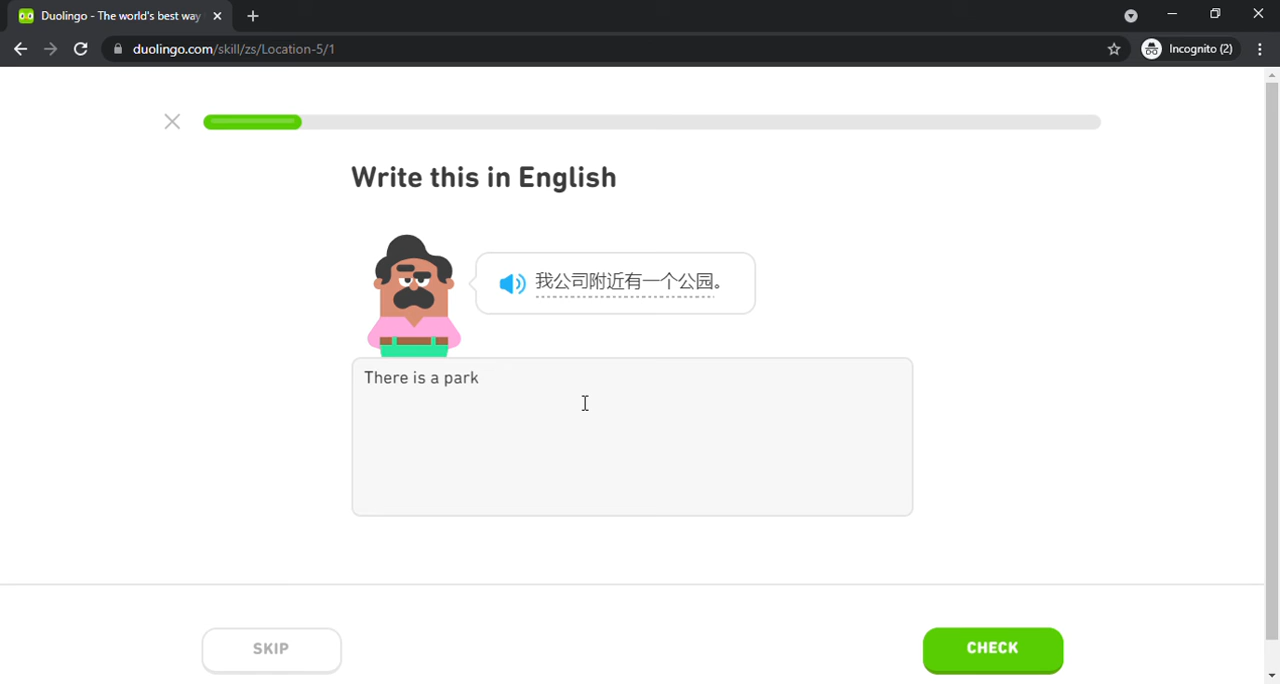 Duolingo - The world's best way
duolingo.com/skill/zs/Location-5/1
Incognito (2)
Write this in English
我公司附近有一个公园。
There is a park
SKIP
CHECK